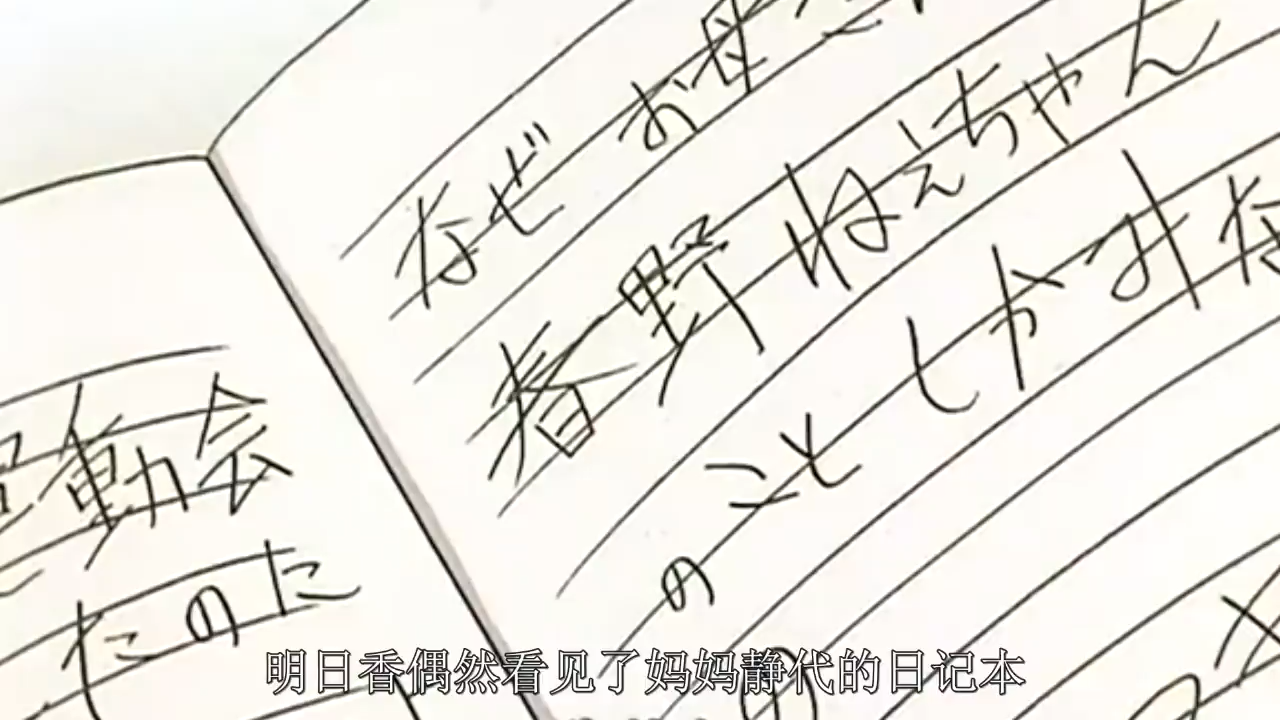 動会
たのに
なぜ お母
春野ねえちゃん
のことしかみな
の
明日香偶然看见了妈妈静代的日记本